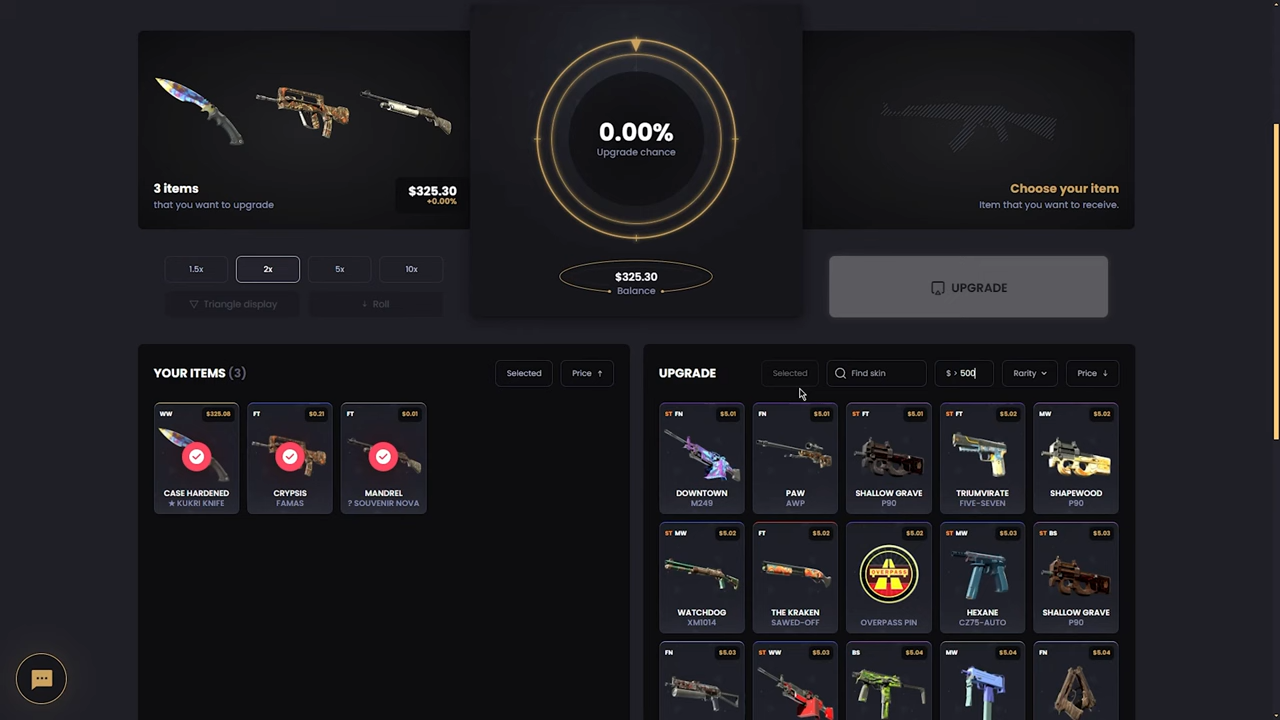 0.00%
Upgrade chance
3 items
that you want to upgrade
$325.30
+0.00%
Choose your item
Item that you want to receive.
1.5x
2x
5x
10x
Triangle display
Roll
$325.30
Balance
UPGRADE
YOUR ITEMS (3)
Selected
Price ↑
WW $325.08
CASE HARDENED
★ KUKRI KNIFE
FT $0.21
CRYPSIS
FAMAS
FT $0.01
MANDREL
? SOUVENIR NOVA
UPGRADE
Selected
Find skin
$ > 500
Rarity
Price ↓
ST FN $5.01
DOWNTOWN
M249
FN $5.01
PAW
AWP
ST FT $5.01
SHALLOW GRAVE
P90
ST FT $5.02
TRIUMVIRATE
FIVE-SEVEN
MW $5.02
SHAPEWOOD
P90
ST MW $5.02
WATCHDOG
XM1014
FT $5.02
THE KRAKEN
SAWED-OFF
$5.02
OVERPASS
OVERPASS PIN
ST MW $5.03
HEXANE
CZ75-AUTO
ST BS $5.03
SHALLOW GRAVE
P90
FN $5.03
ST WW $5.03
BS $5.04
MW $5.04
FN $5.04